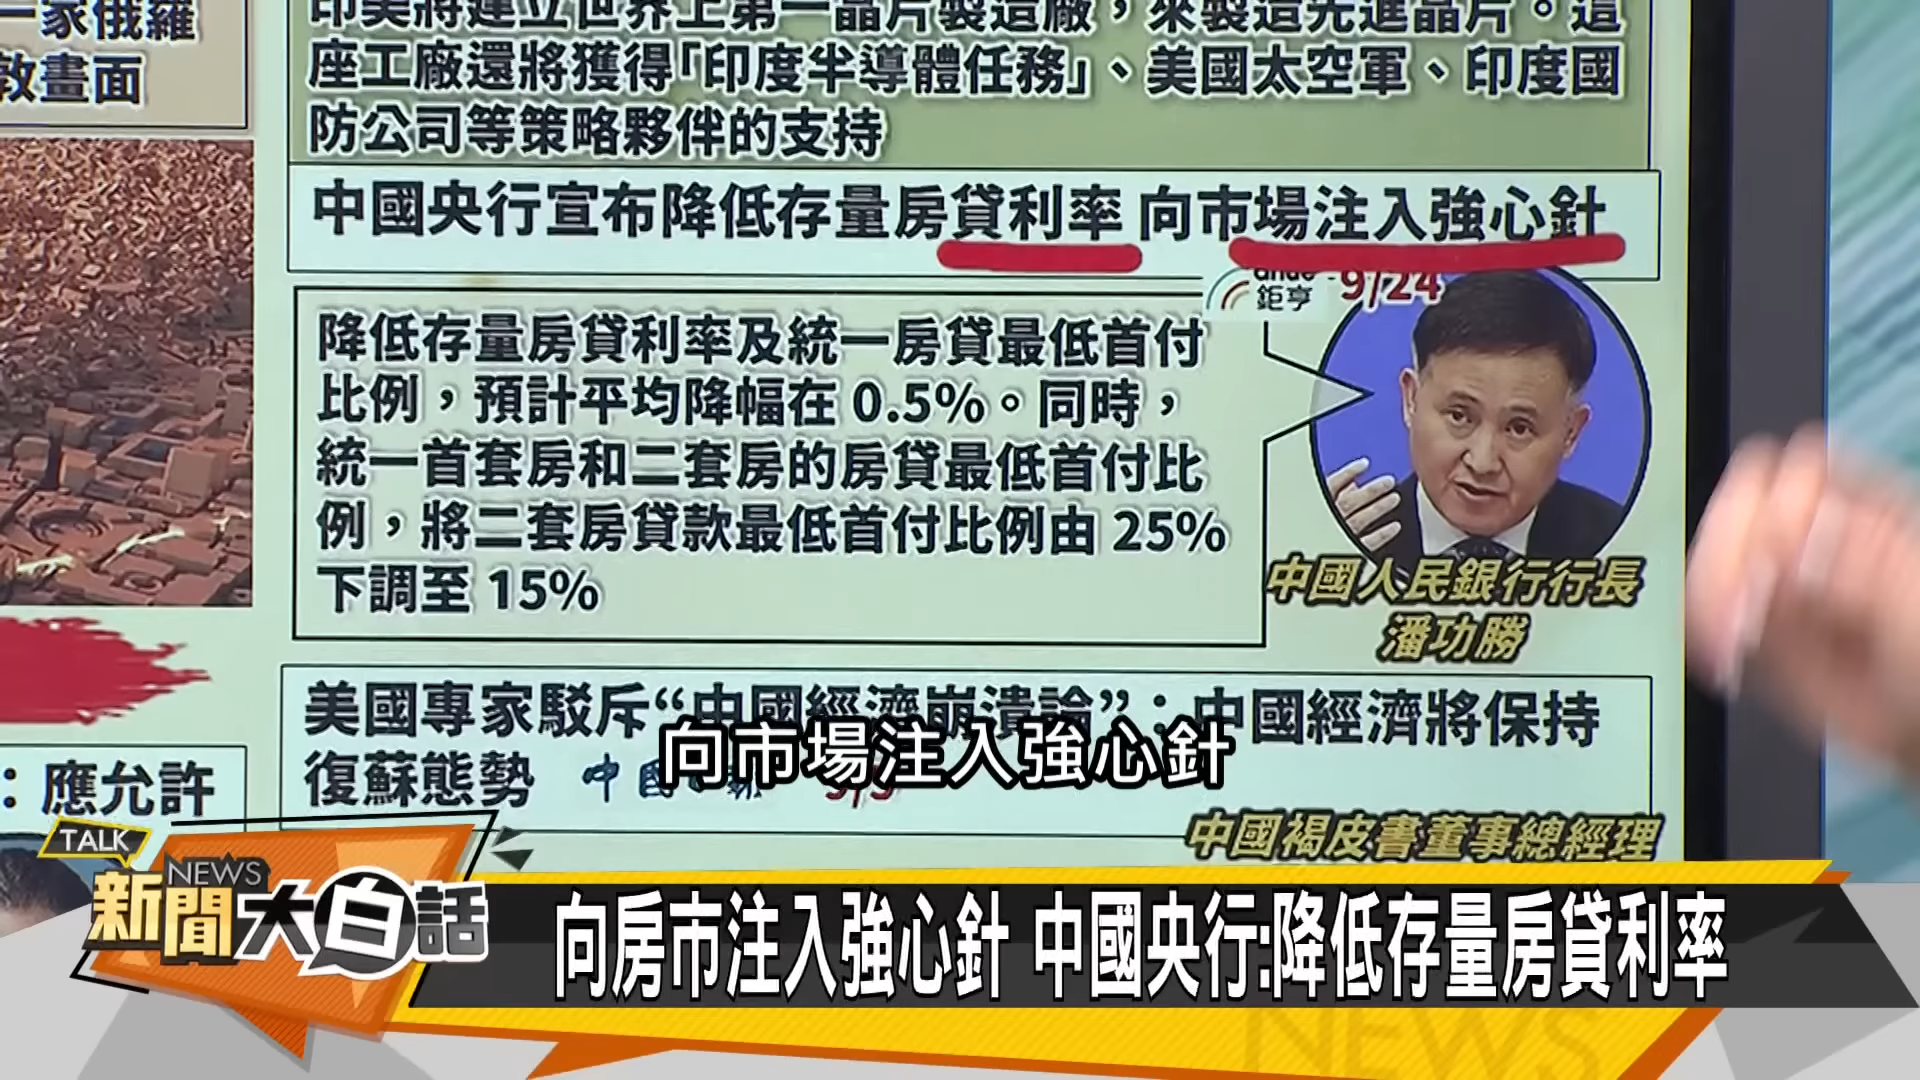 一家俄羅
教畫面
印美將建立世界上第一晶片製造廠，來製造先進晶片。這
座工廠還將獲得「印度半導體任務」、美國太空軍、印度國
防公司等策略夥伴的支持
中國央行宣布降低存量房貸利率 向市場注入強心針
鉅亨 9/24
降低存量房貸利率及統一房貸最低首付
比例，預計平均降幅在 0.5%。同時，
統一首套房和二套房的房貸最低首付比
例，將二套房貸款最低首付比例由 25%
下調至 15%
中國人民銀行行長
潘功勝
美國專家駁斥“中國經濟崩潰論”：中國經濟將保持
復蘇態勢
向市場注入強心針
：應允許
中國褐皮書董事總經理
TALK
NEWS
新聞大白話
向房市注入強心針 中國央行:降低存量房貸利率
NEWS